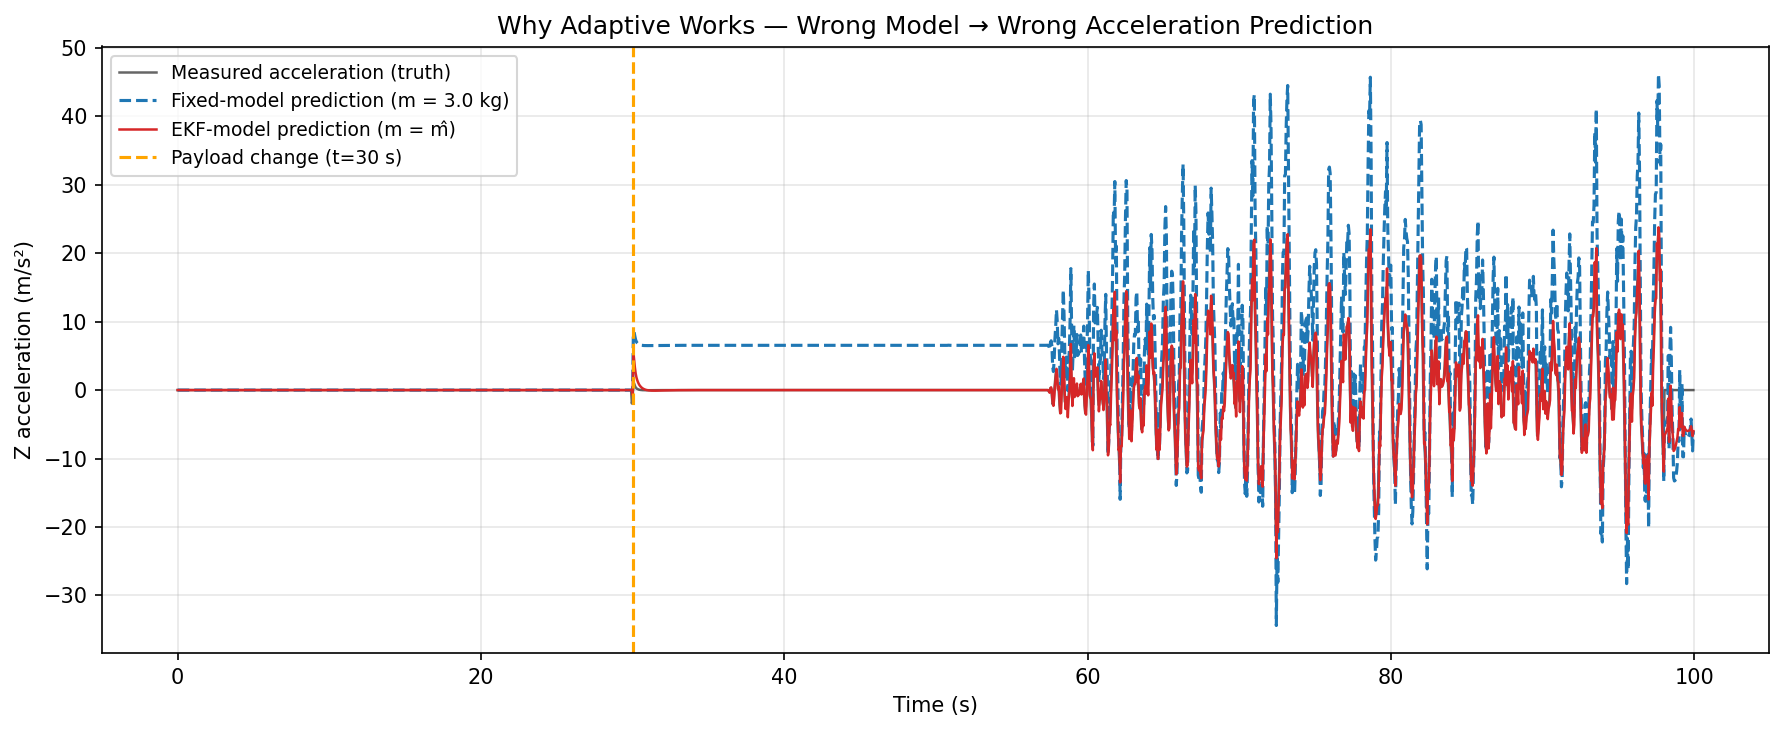 Why Adaptive Works — Wrong Model → Wrong Acceleration Prediction
Measured acceleration (truth)
Fixed-model prediction (m = 3.0 kg)
EKF-model prediction (m = m̂)
Payload change (t=30 s)
Z acceleration (m/s²)
50
40
30
20
10
0
−10
−20
−30
0
20
40
60
80
100
Time (s)